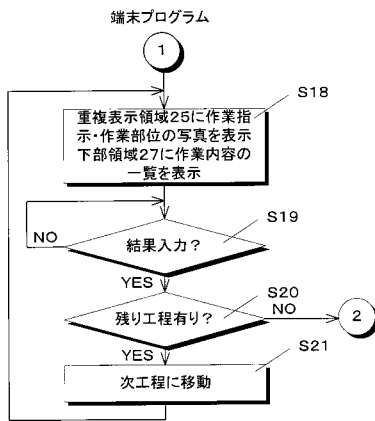 端末プログラム
1
S18
重複表示領域25に作業指
示・作業部位の写真を表示
下部領域27に作業内容の
一覧を表示
S19
結果入力?
NO
YES
S20
残り工程有り?
NO
2
YES
S21
次工程に移動